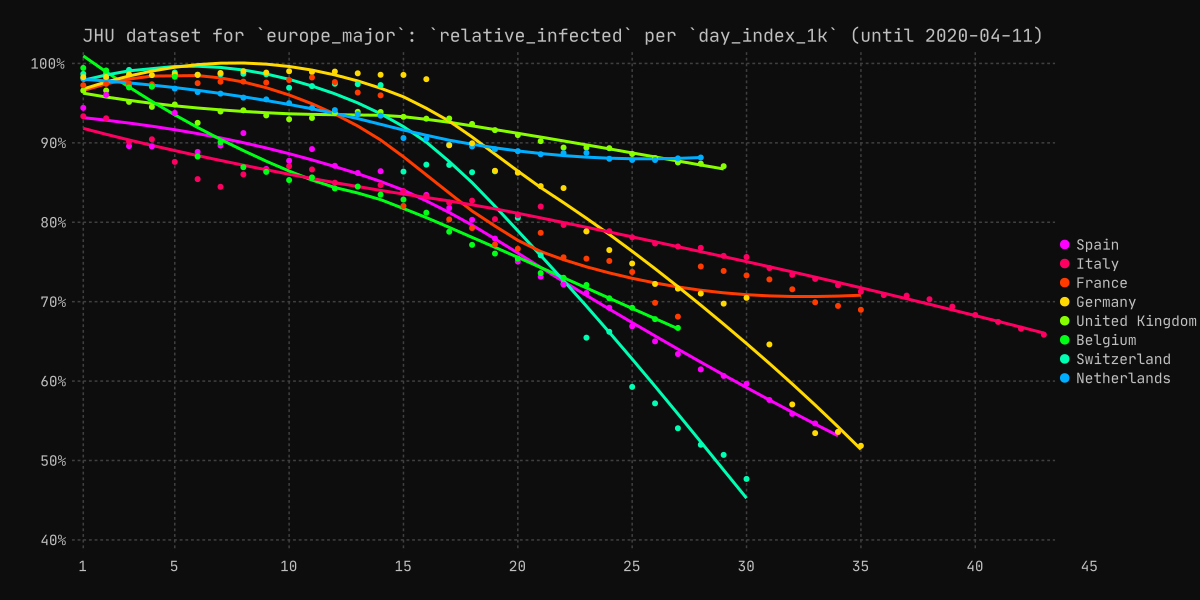 JHU dataset for `europe_major`: `relative_infected` per `day_index_1k` (until 2020-04-11)
100%
90%
80%
70%
60%
50%
40%
1 5 10 15 20 25 30 35 40 45
Spain
Italy
France
Germany
United Kingdom
Belgium
Switzerland
Netherlands